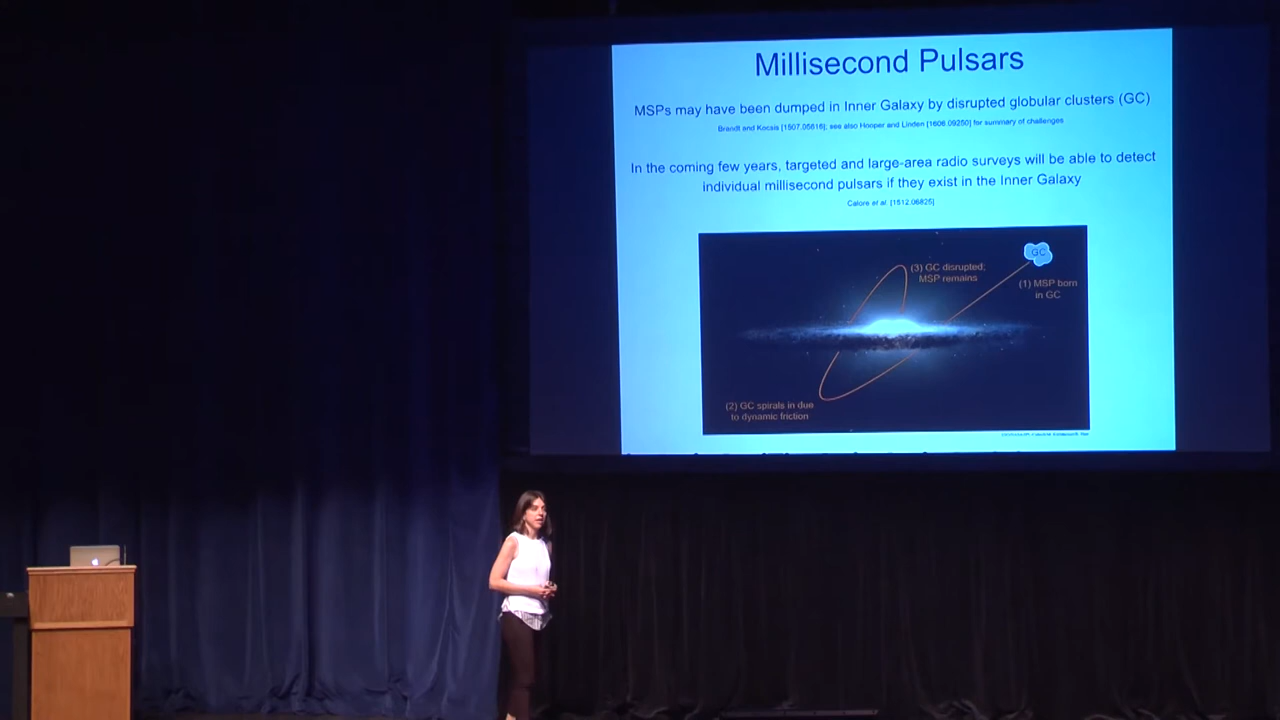 Millisecond Pulsars
MSPs may have been dumped in Inner Galaxy by disrupted globular clusters (GC)
Brandt and Kocsis [1507.05616]; see also Hooper and Linden [1606.09250] for summary of challenges
In the coming few years, targeted and large-area radio surveys will be able to detect
individual millisecond pulsars if they exist in the Inner Galaxy
Calore et al. [1512.06825]
GC
(3) GC disrupted;
MSP remains
(1) MSP born
in GC
(2) GC spirals in due
to dynamic friction